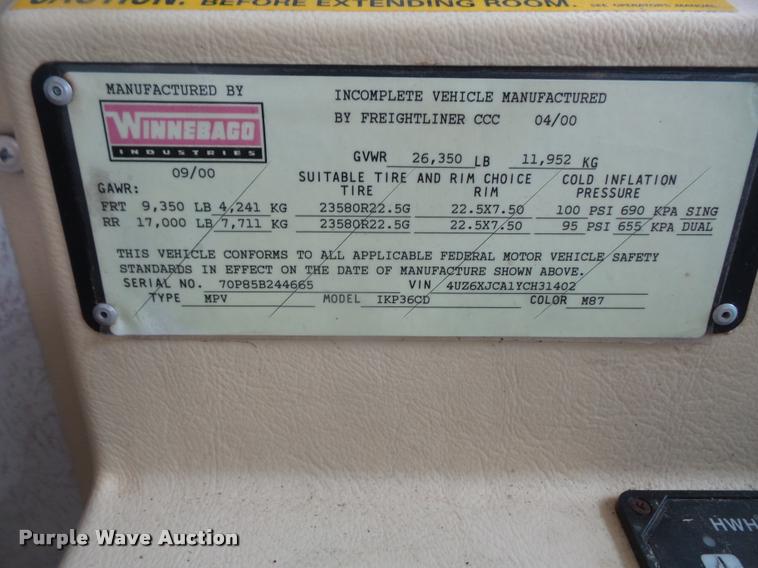 BEFORE EXTENDING ROOM. SEE OPERATORS MANUAL.
MANUFACTURED BY
WINNEBAGO
INDUSTRIES
09/00
INCOMPLETE VEHICLE MANUFACTURED
BY FREIGHTLINER CCC 04/00
GVWR 26,350 LB 11,952 KG
SUITABLE TIRE AND RIM CHOICE COLD INFLATION
GAWR: TIRE RIM PRESSURE
FRT 9,350 LB 4,241 KG 23580R22.5G 22.5X7.50 100 PSI 690 KPA SING
RR 17,000 LB 7,711 KG 23580R22.5G 22.5X7.50 95 PSI 655 KPA DUAL
THIS VEHICLE CONFORMS TO ALL APPLICABLE FEDERAL MOTOR VEHICLE SAFETY
STANDARDS IN EFFECT ON THE DATE OF MANUFACTURE SHOWN ABOVE.
SERIAL NO. 70P85B244665 VIN 4UZ6XJCA1YCH31402
TYPE MPV MODEL IKP36CD COLOR M87
HWH
Purple Wave Auction